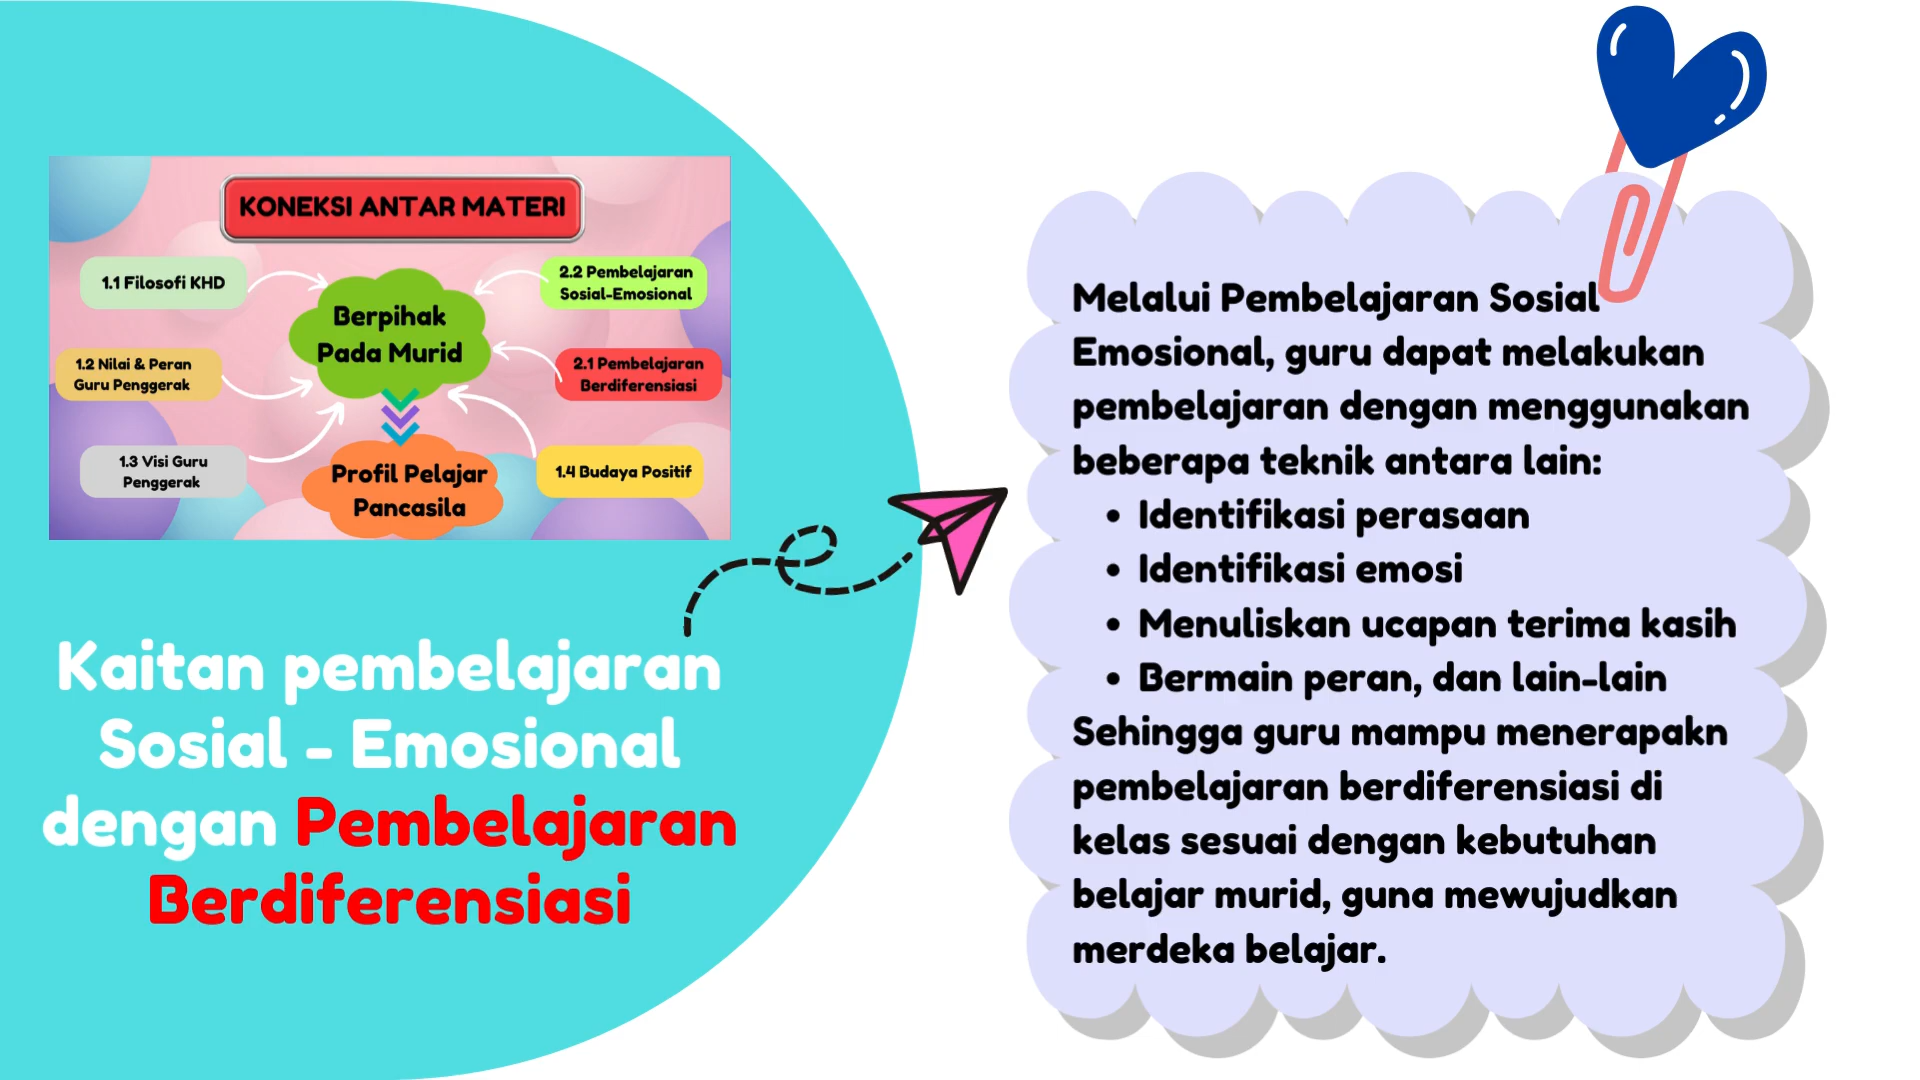 KONEKSI ANTAR MATERI
1.1 Filosofi KHD
2.2 Pembelajaran
Sosial-Emosional
Berpihak
Pada Murid
1.2 Nilai & Peran
Guru Penggerak
2.1 Pembelajaran
Berdiferensiasi
1.3 Visi Guru
Penggerak
Profil Pelajar
Pancasila
1.4 Budaya Positif
Kaitan pembelajaran
Sosial - Emosional
dengan Pembelajaran
Berdiferensiasi
Melalui Pembelajaran Sosial
Emosional, guru dapat melakukan
pembelajaran dengan menggunakan
beberapa teknik antara lain:
• Identifikasi perasaan
• Identifikasi emosi
• Menuliskan ucapan terima kasih
• Bermain peran, dan lain-lain
Sehingga guru mampu menerapakn
pembelajaran berdiferensiasi di
kelas sesuai dengan kebutuhan
belajar murid, guna mewujudkan
merdeka belajar.